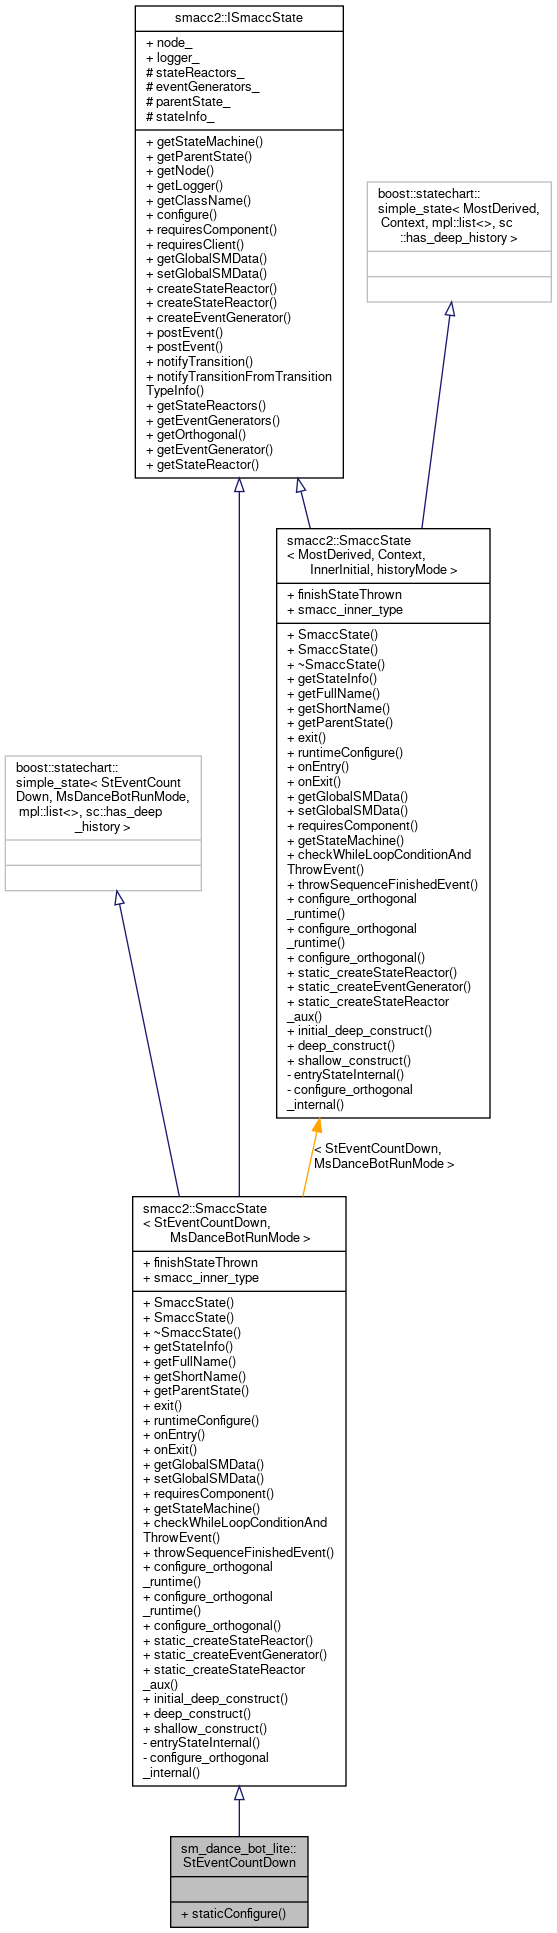 smacc2::ISmaccState
+ node_
+ logger_
# stateReactors_
# eventGenerators_
# parentState_
# stateInfo_
+ getStateMachine()
+ getParentState()
+ getNode()
+ getLogger()
+ getClassName()
+ configure()
+ requiresComponent()
+ requiresClient()
+ getGlobalSMData()
+ setGlobalSMData()
+ createStateReactor()
+ createStateReactor()
+ createEventGenerator()
+ postEvent()
+ postEvent()
+ notifyTransition()
+ notifyTransitionFromTransition
TypeInfo()
+ getStateReactors()
+ getEventGenerators()
+ getOrthogonal()
+ getEventGenerator()
+ getStateReactor()
boost::statechart::
simple_state< MostDerived,
Context, mpl::list<>, sc
::has_deep_history >
smacc2::SmaccState
< MostDerived, Context,
InnerInitial, historyMode >
+ finishStateThrown
+ smacc_inner_type
+ SmaccState()
+ SmaccState()
+ ~SmaccState()
+ getStateInfo()
+ getFullName()
+ getShortName()
+ getParentState()
+ exit()
+ runtimeConfigure()
+ onEntry()
+ onExit()
+ getGlobalSMData()
+ setGlobalSMData()
+ requiresComponent()
+ getStateMachine()
+ checkWhileLoopConditionAnd
ThrowEvent()
+ throwSequenceFinishedEvent()
+ configure_orthogonal
_runtime()
+ configure_orthogonal
_runtime()
+ configure_orthogonal()
+ static_createStateReactor()
+ static_createEventGenerator()
+ static_createStateReactor
_aux()
+ initial_deep_construct()
+ deep_construct()
+ shallow_construct()
- entryStateInternal()
- configure_orthogonal
_internal()
boost::statechart::
simple_state< StEventCount
Down, MsDanceBotRunMode,
mpl::list<>, sc::has_deep
_history >
< StEventCountDown,
MsDanceBotRunMode >
smacc2::SmaccState
< StEventCountDown,
MsDanceBotRunMode >
+ finishStateThrown
+ smacc_inner_type
+ SmaccState()
+ SmaccState()
+ ~SmaccState()
+ getStateInfo()
+ getFullName()
+ getShortName()
+ getParentState()
+ exit()
+ runtimeConfigure()
+ onEntry()
+ onExit()
+ getGlobalSMData()
+ setGlobalSMData()
+ requiresComponent()
+ getStateMachine()
+ checkWhileLoopConditionAnd
ThrowEvent()
+ throwSequenceFinishedEvent()
+ configure_orthogonal
_runtime()
+ configure_orthogonal
_runtime()
+ configure_orthogonal()
+ static_createStateReactor()
+ static_createEventGenerator()
+ static_createStateReactor
_aux()
+ initial_deep_construct()
+ deep_construct()
+ shallow_construct()
- entryStateInternal()
- configure_orthogonal
_internal()
sm_dance_bot_lite::
StEventCountDown
+ staticConfigure()